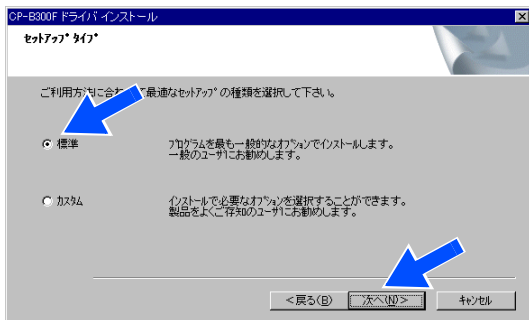 CP-B300F ドライバ インストール
ｾｯﾄｱｯﾌﾟ ﾀｲﾌﾟ
ご利用方法に合わ て最適なｾｯﾄｱｯﾌﾟの種類を選択して下さい。
標準
ﾌﾟﾛｸﾞﾗﾑを最も一般的なｵﾌﾟｼｮﾝでｲﾝｽﾄｰﾙします。
一般のﾕｰｻﾞにお勧めします。
ｶｽﾀﾑ
ｲﾝｽﾄｰﾙで必要なｵﾌﾟｼｮﾝを選択することができます。
製品をよくご存知のﾕｰｻﾞにお勧めします。
<戻る(B)
次へ(N)>
ｷｬﾝｾﾙ